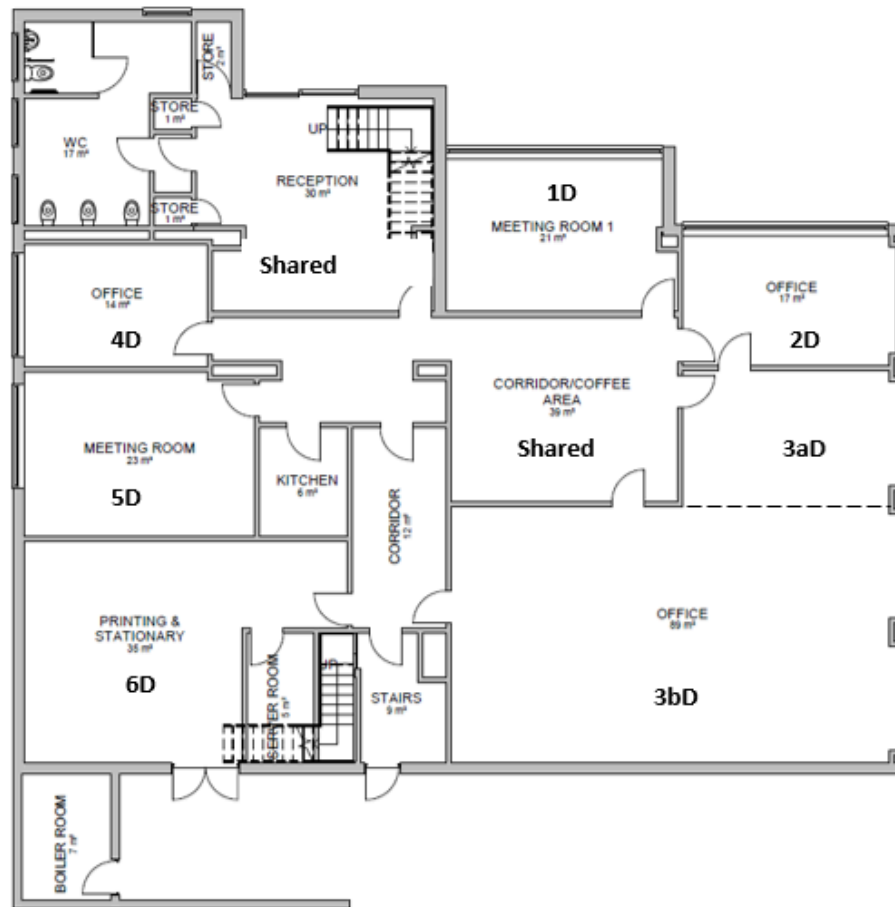 STORE
2 m²
STORE
1 m²
WC
17 m²
UP
RECEPTION
30 m²
STORE
1 m²
Shared
1D
MEETING ROOM 1
21 m²
OFFICE
14 m²
4D
OFFICE
17 m²
2D
CORRIDOR/COFFEE
AREA
39 m²
Shared
3aD
MEETING ROOM
23 m²
5D
KITCHEN
6 m²
CORRIDOR
12 m²
PRINTING &
STATIONARY
35 m²
6D
SERVER ROOM
5 m²
UP
STAIRS
9 m²
OFFICE
89 m²
3bD
BOILER ROOM
7 m²